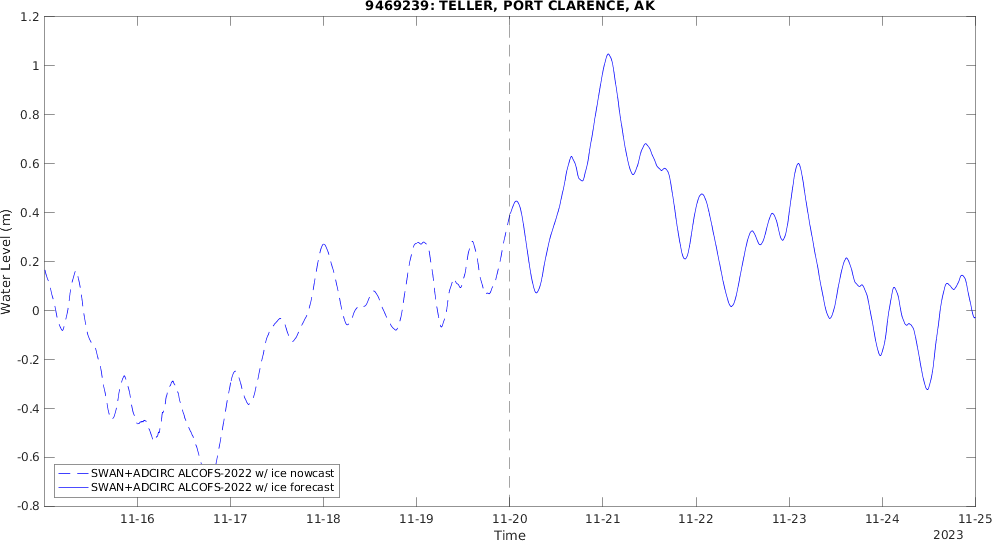 9469239: TELLER, PORT CLARENCE, AK
1.2
1
0.8
0.6
0.4
0.2
0
-0.2
-0.4
-0.6
-0.8
Water Level (m)
SWAN+ADCIRC ALCOFS-2022 w/ ice nowcast
SWAN+ADCIRC ALCOFS-2022 w/ ice forecast
11-16 11-17 11-18 11-19 11-20 11-21 11-22 11-23 11-24 11-25
Time
2023